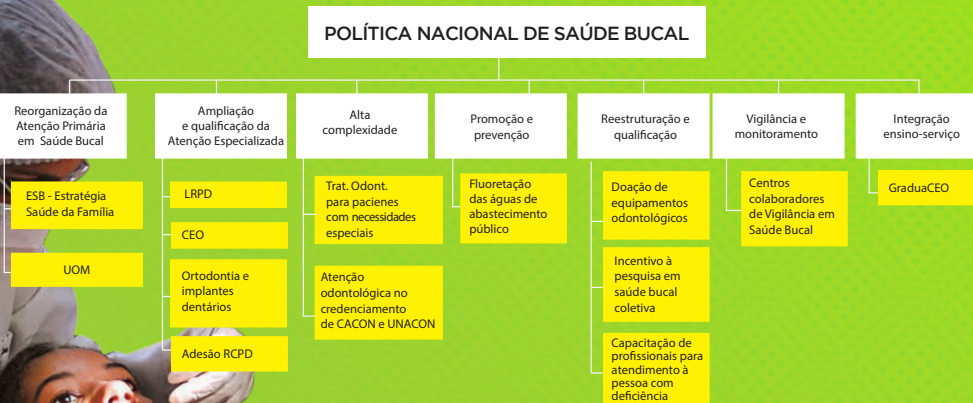 POLÍTICA NACIONAL DE SAÚDE BUCAL
Reorganização da
Atenção Primária
em Saúde Bucal
ESB - Estratégia
Saúde da Família
UOM
Ampliação
e qualificação da
Atenção Especializada
LRPD
CEO
Ortodontia e
implantes
dentários
Adesão RCPD
Alta
complexidade
Trat. Odont.
para pacienes
com necessidades
especiais
Atenção
odontológica no
credenciamento
de CACON e UNACON
Promoção e
prevenção
Fluoretação
das águas de
abastecimento
público
Reestruturação e
qualificação
Doação de
equipamentos
odontológicos
Incentivo à
pesquisa em
saúde bucal
coletiva
Capacitação de
profissionais para
atendimento à
pessoa com
deficiência
Vigilância e
monitoramento
Centros
colaboradores
de Vigilância em
Saúde Bucal
Integração
ensino-serviço
GraduaCEO